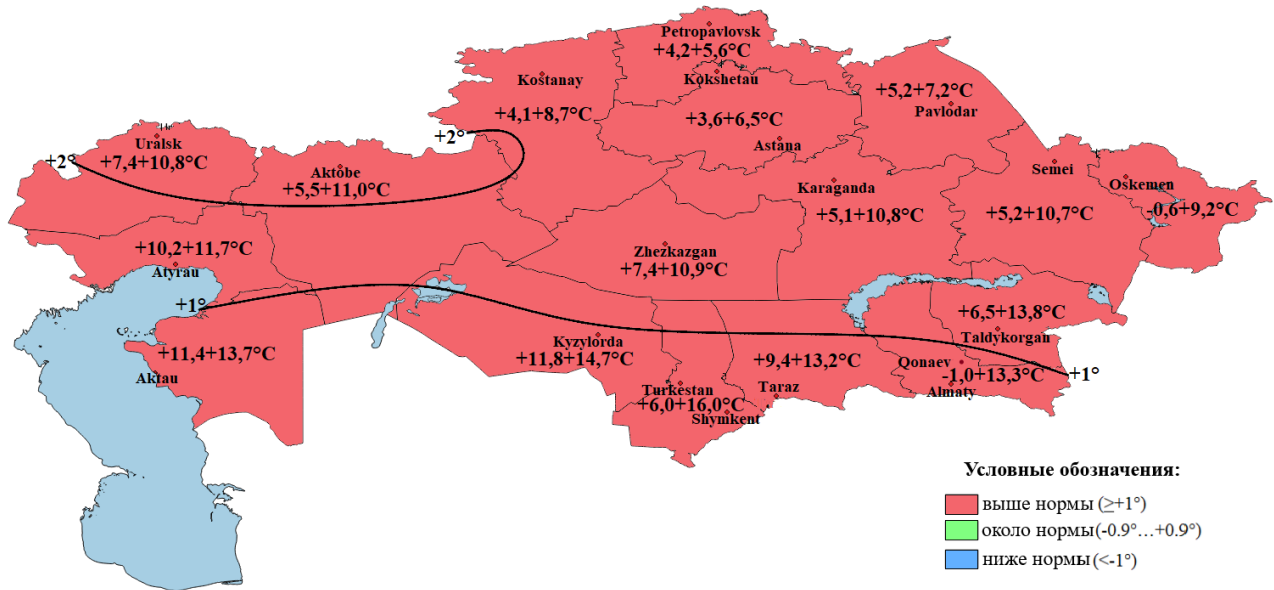 Petropavlovsk
+4,2+5,6°C
Kokshetau
Kostanay
+4,1+8,7°C
+5,2+7,2°C
Pavlodar
+3,6+6,5°C
Astana
+2°
Uralsk
+2°
+7,4+10,8°C
Aktobe
+5,5+11,0°C
Karaganda
+5,1+10,8°C
Semei
+5,2+10,7°C
Oskemen
-0,6+9,2°C
+10,2+11,7°C
Atyrau
Zhezkazgan
+7,4+10,9°C
+1°
+6,5+13,8°C
Taldykorgan
+11,4+13,7°C
Aktau
Kyzylorda
+11,8+14,7°C
+9,4+13,2°C
Taraz
Qonaev
-1,0+13,3°C
Almaty
+1°
Turkestan
+6,0+16,0°C
Shymkent
Условные обозначения:
выше нормы (≥+1°)
около нормы(-0.9°…+0.9°)
ниже нормы (<-1°)